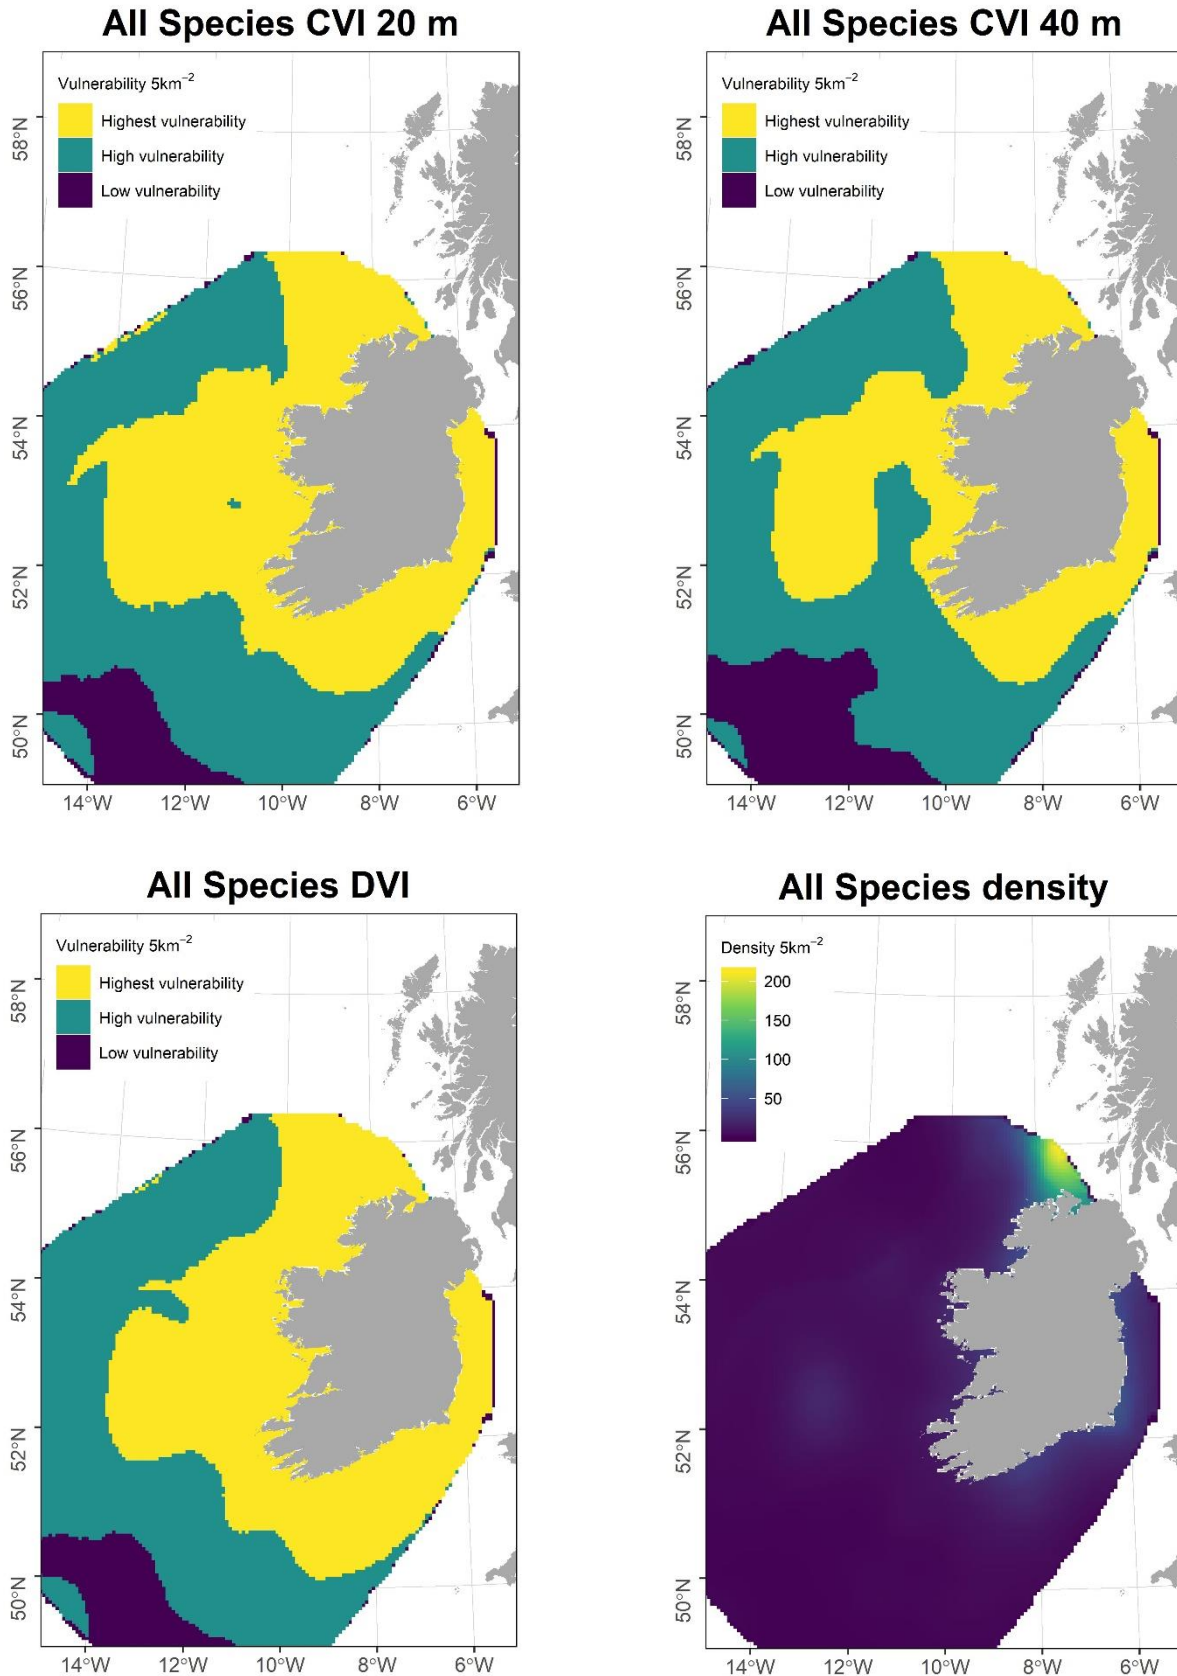 All Species CVI 20 m
Vulnerability 5km⁻²
Highest vulnerability
High vulnerability
Low vulnerability
58°N
56°N
54°N
52°N
50°N
14°W 12°W 10°W 8°W 6°W
All Species CVI 40 m
Vulnerability 5km⁻²
Highest vulnerability
High vulnerability
Low vulnerability
58°N
56°N
54°N
52°N
50°N
14°W 12°W 10°W 8°W 6°W
All Species DVI
Vulnerability 5km⁻²
Highest vulnerability
High vulnerability
Low vulnerability
58°N
56°N
54°N
52°N
50°N
14°W 12°W 10°W 8°W 6°W
All Species density
Density 5km⁻²
200
150
100
50
58°N
56°N
54°N
52°N
50°N
14°W 12°W 10°W 8°W 6°W